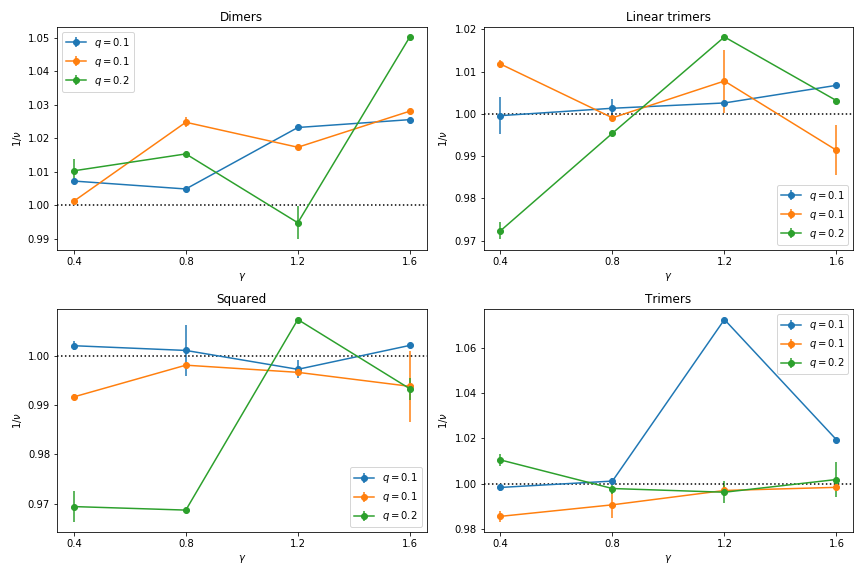 Dimers
1.05
1.04
1.03
1.02
1.01
1.00
0.99
1/ν
0.4 0.8 1.2 1.6
γ
q = 0.1
q = 0.1
q = 0.2
Linear trimers
1.02
1.01
1.00
0.99
0.98
0.97
1/ν
0.4 0.8 1.2 1.6
γ
q = 0.1
q = 0.1
q = 0.2
Squared
1.00
0.99
0.98
0.97
1/ν
0.4 0.8 1.2 1.6
γ
q = 0.1
q = 0.1
q = 0.2
Trimers
1.06
1.04
1.02
1.00
0.98
1/ν
0.4 0.8 1.2 1.6
γ
q = 0.1
q = 0.1
q = 0.2